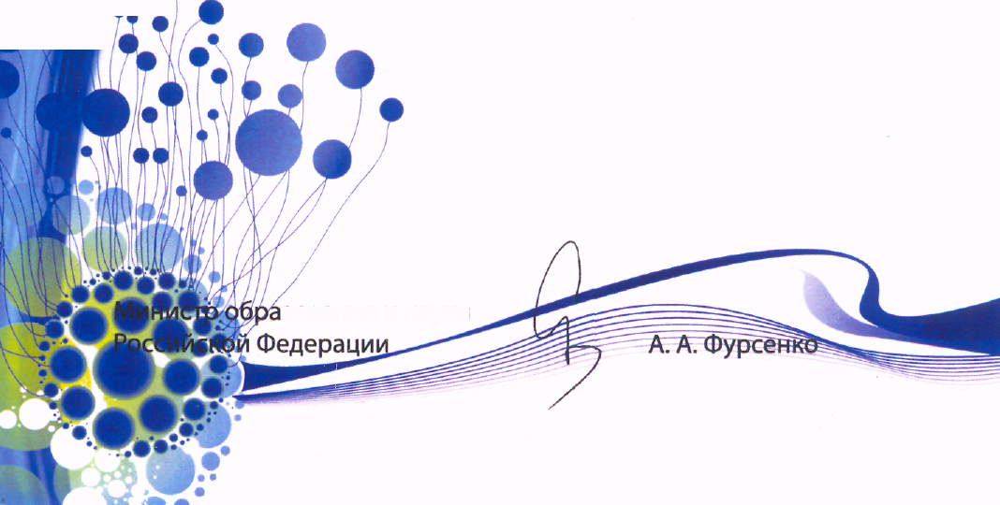 Министр обра
Российской Федерации
А. А. Фурсенко